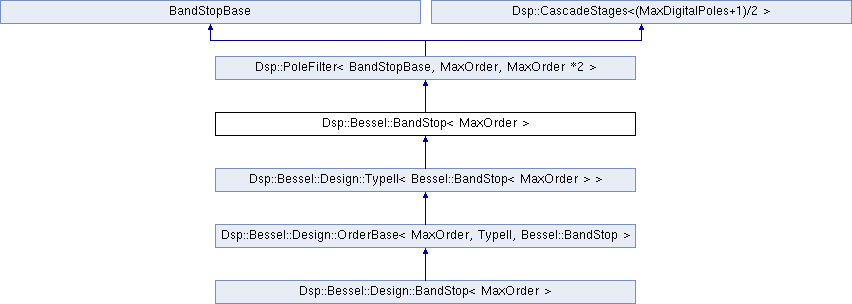 BandStopBase
Dsp::CascadeStages<(MaxDigitalPoles+1)/2 >
Dsp::PoleFilter< BandStopBase, MaxOrder, MaxOrder *2 >
Dsp::Bessel::BandStop< MaxOrder >
Dsp::Bessel::Design::TypeII< Bessel::BandStop< MaxOrder > >
Dsp::Bessel::Design::OrderBase< MaxOrder, TypeII, Bessel::BandStop >
Dsp::Bessel::Design::BandStop< MaxOrder >